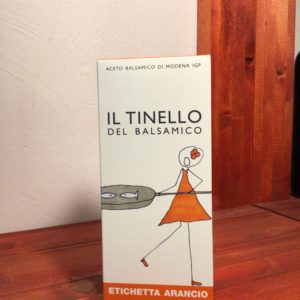 ACETO BALSAMICO DI MODENA IGP
IL TINELLO
DEL BALSAMICO
ETICHETTA ARANCIO